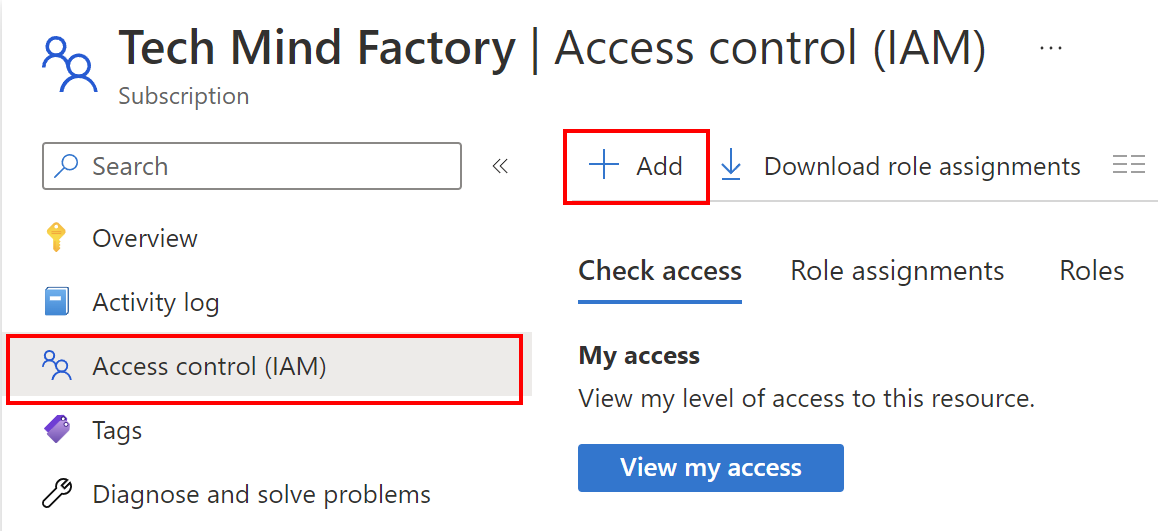 Tech Mind Factory | Access control (IAM) ...
Subscription
Search «
Add Download role assignments
Overview
Activity log
Access control (IAM)
Tags
Diagnose and solve problems
Check access Role assignments Roles
My access
View my level of access to this resource.
View my access